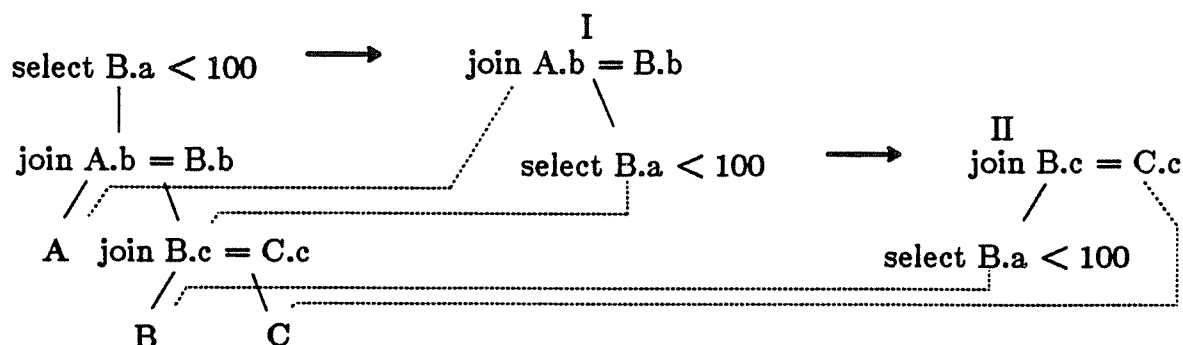 select B.a < 100
join A.b = B.b
A
join B.c = C.c
B
C
I
join A.b = B.b
select B.a < 100
II
join B.c = C.c
select B.a < 100